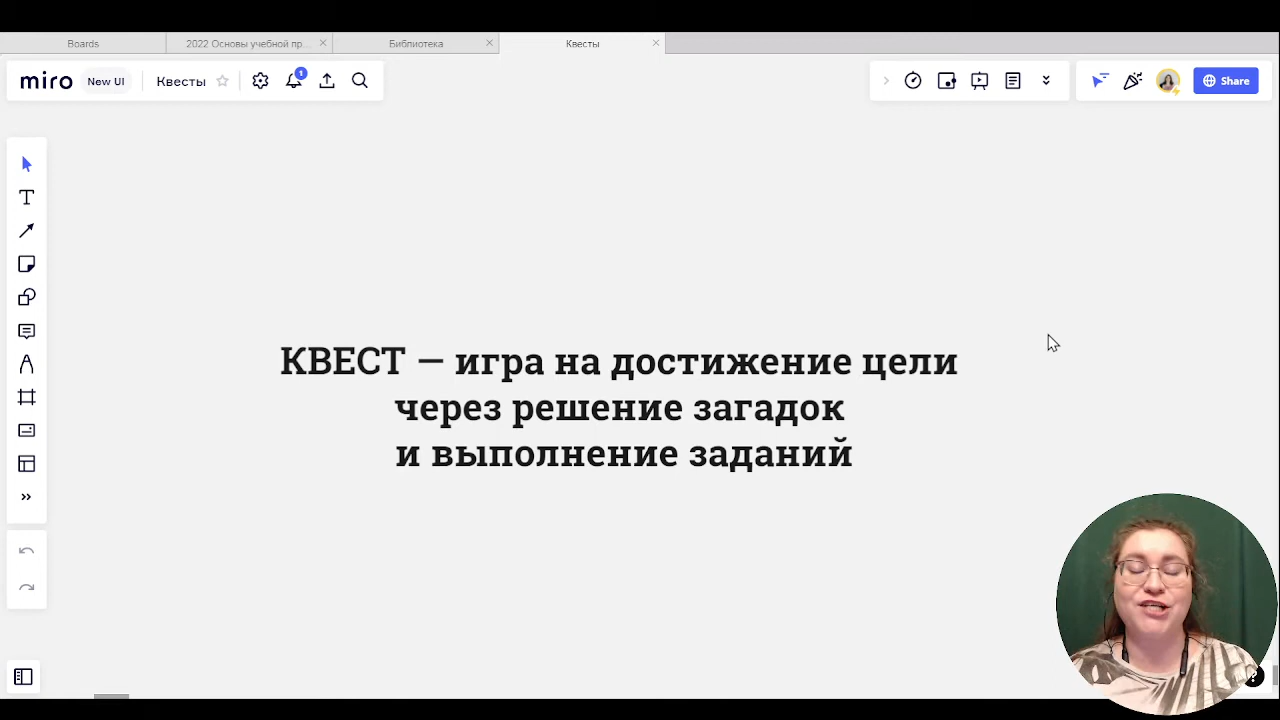 Boards
2022 Основы учебной пр...
Библиотека
Квесты
miro
New UI
Квесты
1
Share
КВЕСТ — игра на достижение цели
через решение загадок
и выполнение заданий
?